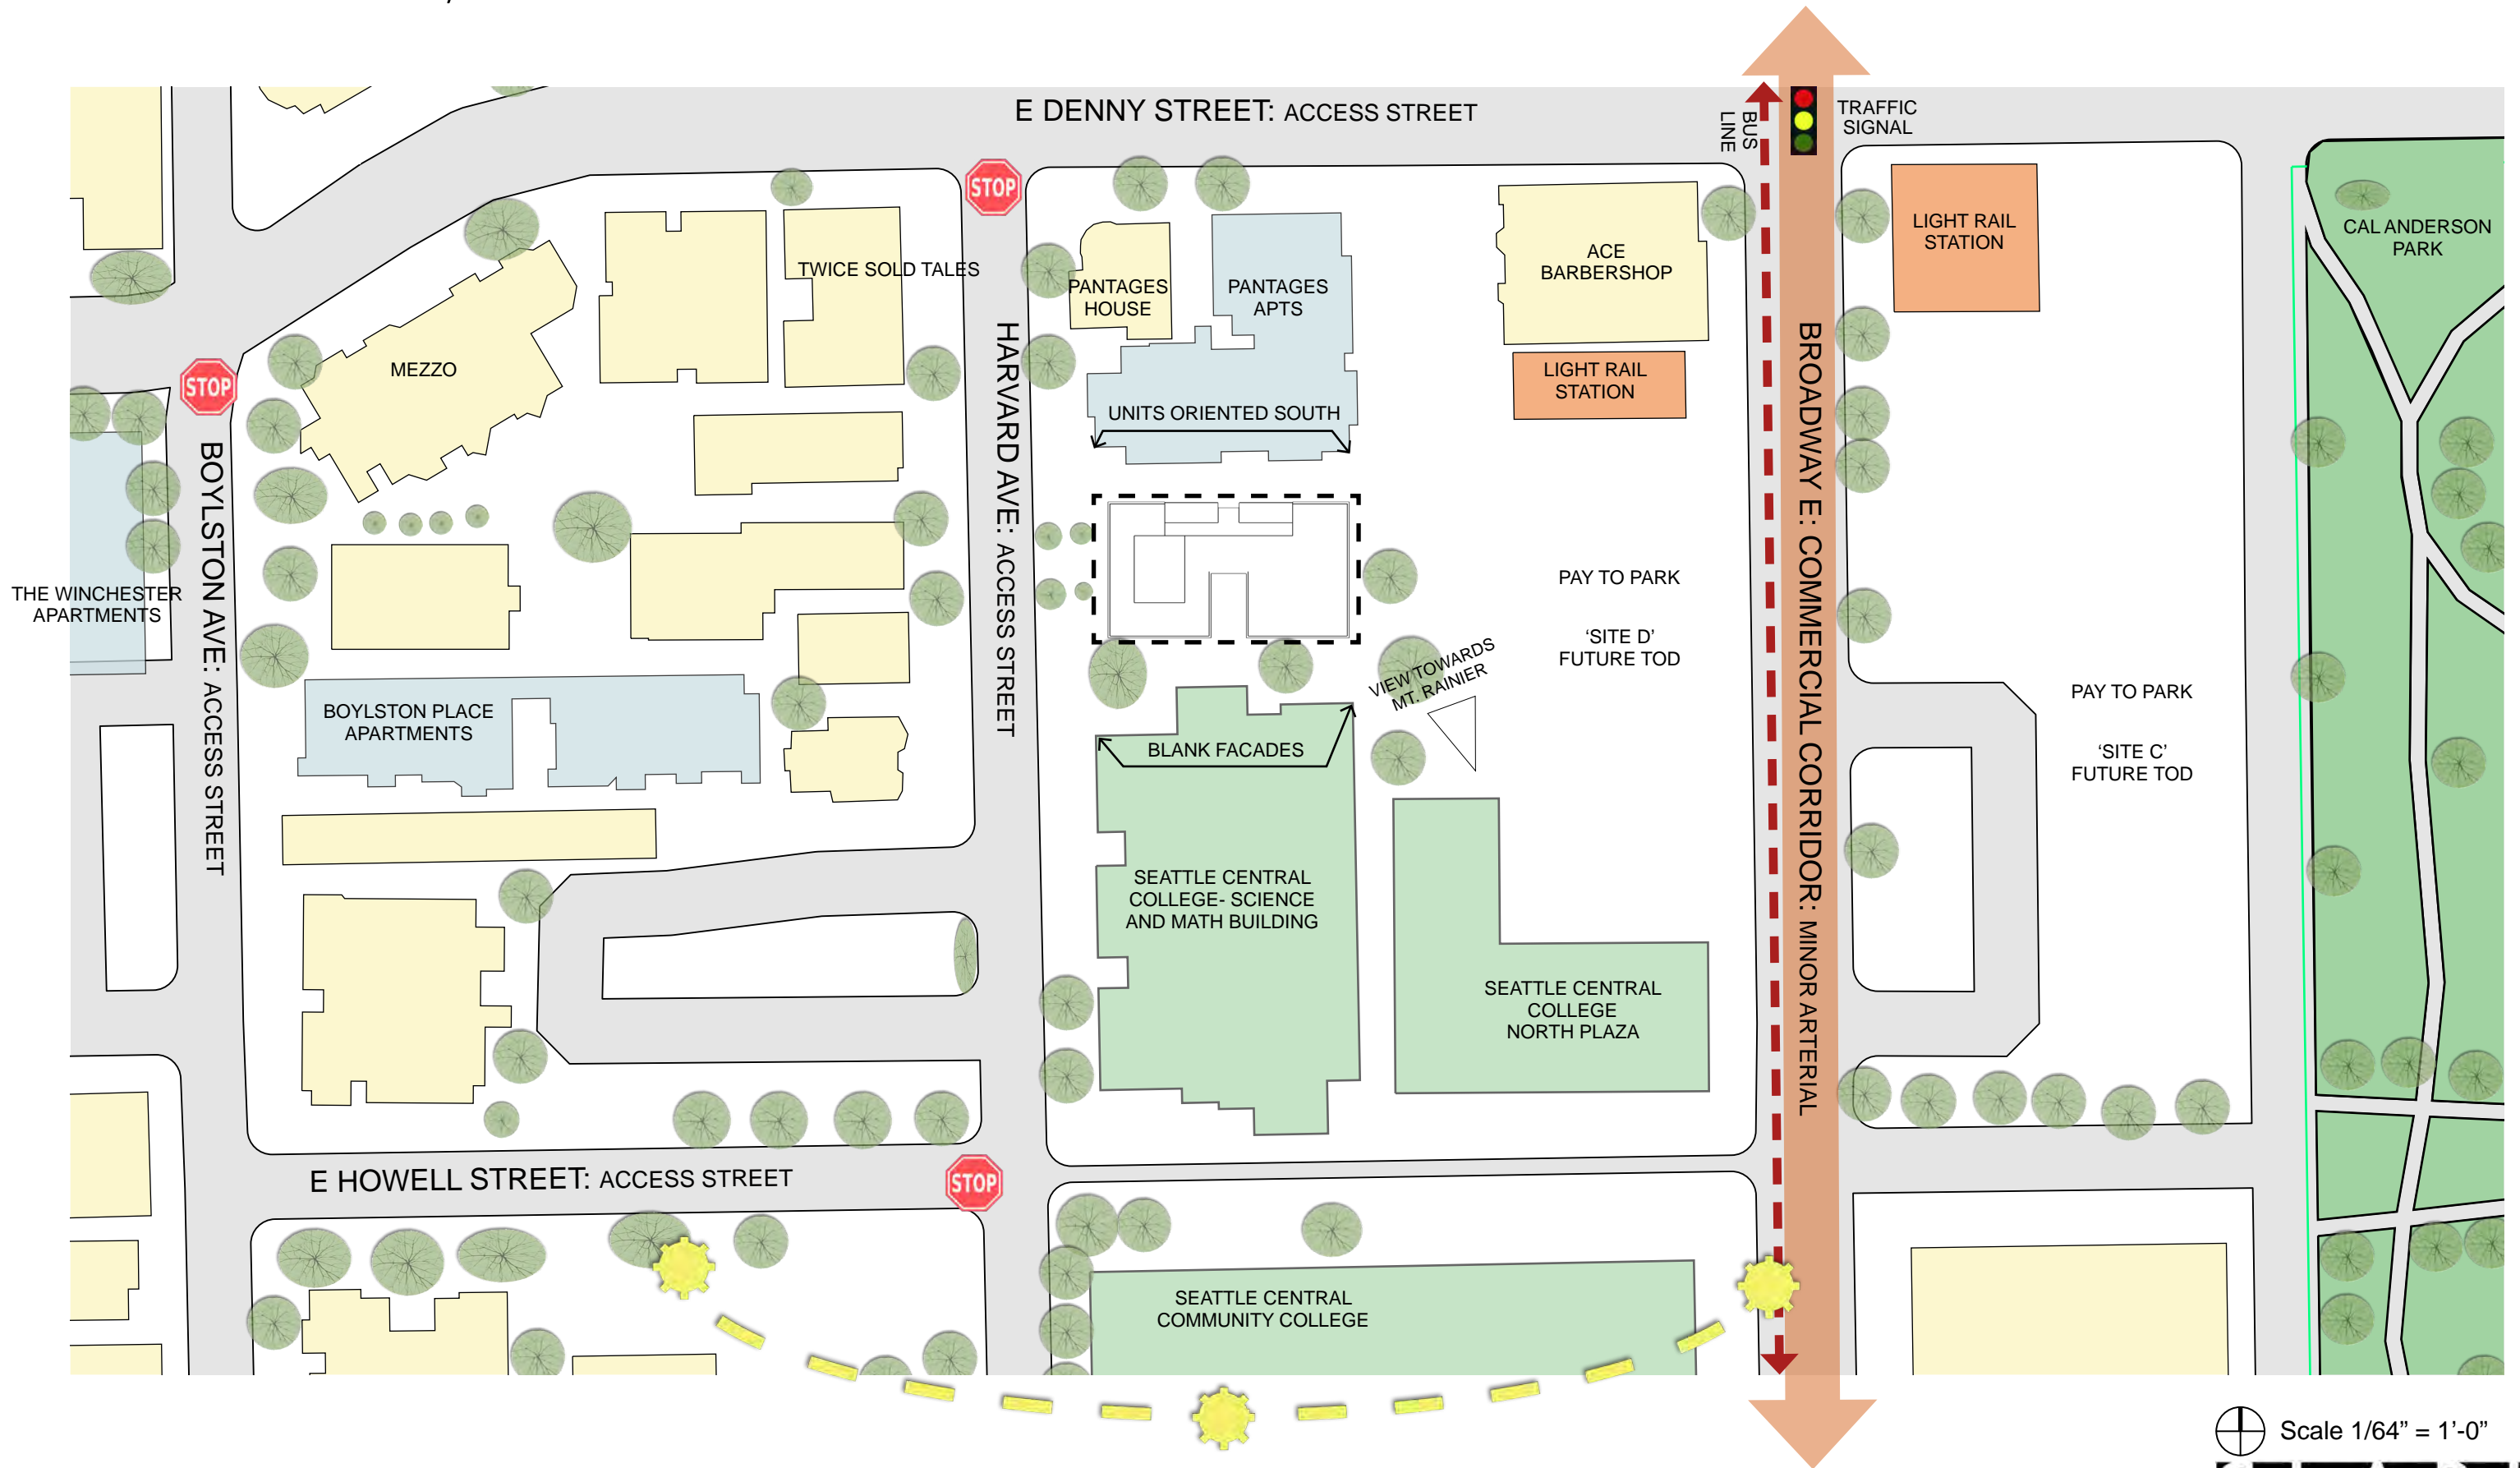 E DENNY STREET: ACCESS STREET
BUS
LINE
TRAFFIC
SIGNAL
STOP
LIGHT RAIL
STATION
CAL ANDERSON
PARK
TWICE SOLD TALES
PANTAGES
HOUSE
PANTAGES
APTS
ACE
BARBERSHOP
MEZZO
STOP
LIGHT RAIL
STATION
UNITS ORIENTED SOUTH
HARVARD AVE: ACCESS STREET
BROADWAY E: COMMERCIAL CORRIDOR: MINOR ARTERIAL
BOYLSTON AVE: ACCESS STREET
THE WINCHESTER
APARTMENTS
PAY TO PARK
‘SITE D’
FUTURE TOD
VIEW TOWARDS
MT. RAINIER
PAY TO PARK
‘SITE C’
FUTURE TOD
BOYLSTON PLACE
APARTMENTS
BLANK FACADES
SEATTLE CENTRAL
COLLEGE- SCIENCE
AND MATH BUILDING
SEATTLE CENTRAL
COLLEGE
NORTH PLAZA
E HOWELL STREET: ACCESS STREET
STOP
SEATTLE CENTRAL
COMMUNITY COLLEGE
Scale 1/64” = 1’-0”